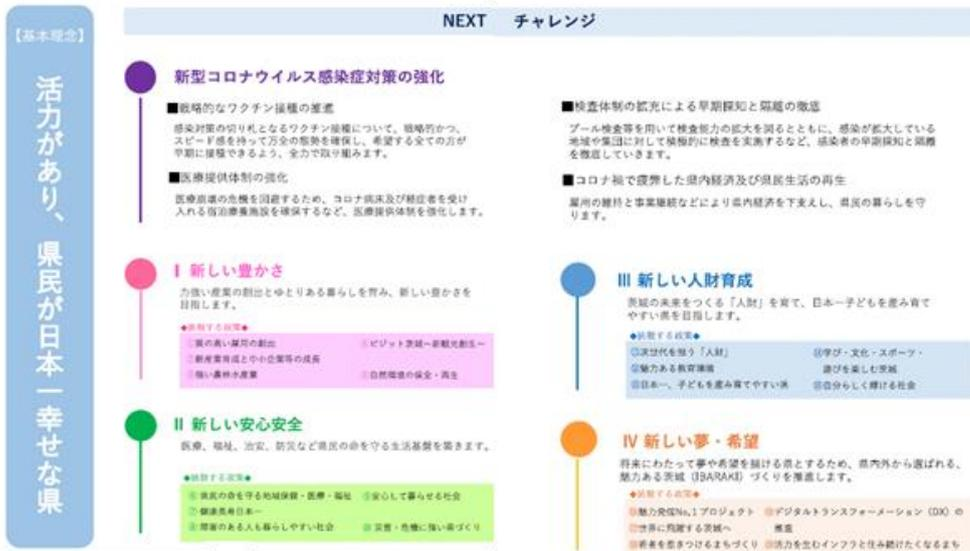 【基本理念】
活力があり、県民が日本一幸せな県
NEXT チャレンジ
新型コロナウイルス感染症対策の強化
■戦略的なワクチン接種の推進
感染対策の切り札となるワクチン接種について、戦略的かつ、
スピード感を持って万全の態勢を確保し、希望する全ての方が
早期に接種できるよう、全力で取り組みます。
■医療提供体制の強化
医療崩壊の危機を回避するため、コロナ病床及び軽症者を受け
入れる宿泊療養施設を確保するなど、医療提供体制を強化します。
■検査体制の拡充による早期探知と隔離の徹底
プール検査等を用いて検査能力の拡大を図るとともに、感染が拡大している
地域や集団に対して積極的に検査を実施するなど、感染者の早期探知と隔離
を徹底していきます。
■コロナ禍で疲弊した県内経済及び県民生活の再生
雇用の維持と事業継続などにより県内経済を下支えし、県民の暮らしを守
ります。
Ⅰ 新しい豊かさ
力強い産業の創出とゆとりある暮らしを育み、新しい豊かさを
目指します。
◆挑戦する政策◆
①質の高い雇用の創出
②新産業育成と中小企業等の成長
③強い農林水産業
④ビジット茨城～新観光創生～
⑤自然環境の保全・再生
Ⅱ 新しい安心安全
医療、福祉、治安、防災など県民の命を守る生活基盤を築きます。
◆挑戦する政策◆
⑥県民の命を守る地域保健・医療・福祉
⑦健康長寿日本一
⑧障害のある人も暮らしやすい社会
⑨安心して暮らせる社会
⑩災害・危機に強い県づくり
Ⅲ 新しい人財育成
茨城の未来をつくる「人財」を育て、日本一子どもを産み育て
やすい県を目指します。
◆挑戦する政策◆
⑪次世代を担う「人財」
⑫魅力ある教育環境
⑬日本一、子どもを産み育てやすい県
⑭学び・文化・スポーツ・
遊びを楽しむ茨城
⑮自分らしく輝ける社会
Ⅳ 新しい夢・希望
将来にわたって夢や希望を描ける県とするため、県内外から選ばれる、
魅力ある茨城（IBARAKI）づくりを推進します。
◆挑戦する政策◆
⑯魅力発信No.1プロジェクト
⑰世界に飛躍する茨城へ
⑱若者を惹きつけるまちづくり
⑲デジタルトランスフォーメーション（DX）の
推進
⑳活力を生むインフラと住み続けたくなるまち